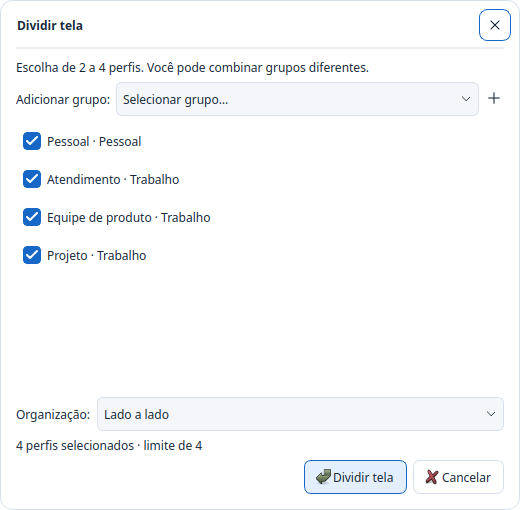 Dividir tela
Escolha de 2 a 4 perfis. Você pode combinar grupos diferentes.
Adicionar grupo: Selecionar grupo...
Pessoal · Pessoal
Atendimento · Trabalho
Equipe de produto · Trabalho
Projeto · Trabalho
Organização: Lado a lado
4 perfis selecionados · limite de 4
Dividir tela Cancelar